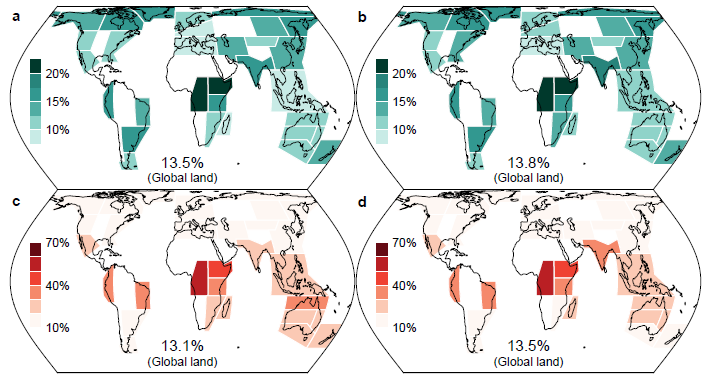 a
20%
15%
10%
13.5%
(Global land)
b
20%
15%
10%
13.8%
(Global land)
c
70%
40%
10%
13.1%
(Global land)
d
70%
40%
10%
13.5%
(Global land)